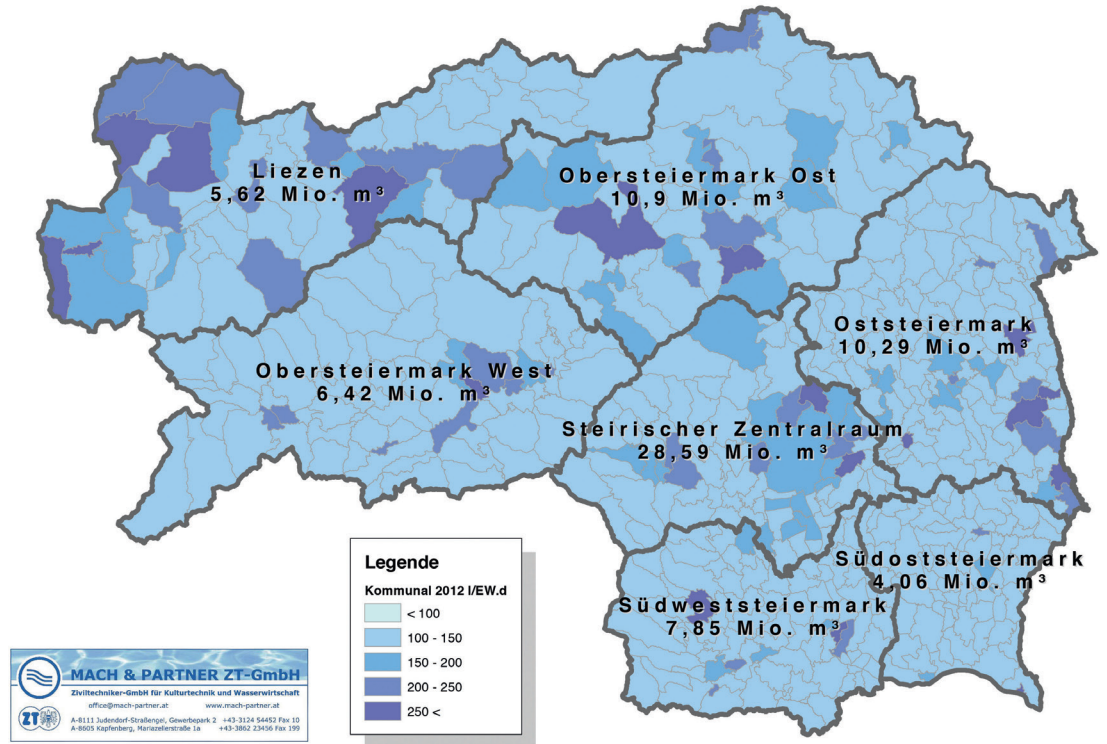 Liezen
5,62 Mio. m³
Obersteiermark Ost
10,9 Mio. m³
Oststeiermark
10,29 Mio. m³
Obersteiermark West
6,42 Mio. m³
Steirischer Zentralraum
28,59 Mio. m³
Südoststeiermark
4,06 Mio. m³
Südweststeiermark
7,85 Mio. m³
Legende
Kommunal 2012 l/EW.d
< 100
100 - 150
150 - 200
200 - 250
250 <
MACH & PARTNER ZT-GmbH
Ziviltechniker-GmbH für Kulturtechnik und Wasserwirtschaft
office@mach-partner.at www.mach-partner.at
ZT
A-8111 Judendorf-Straßengel, Gewerbepark 2 +43-3124 54452 Fax 10
A-8605 Kapfenberg, Mariazellerstraße 1a +43-3862 23456 Fax 199